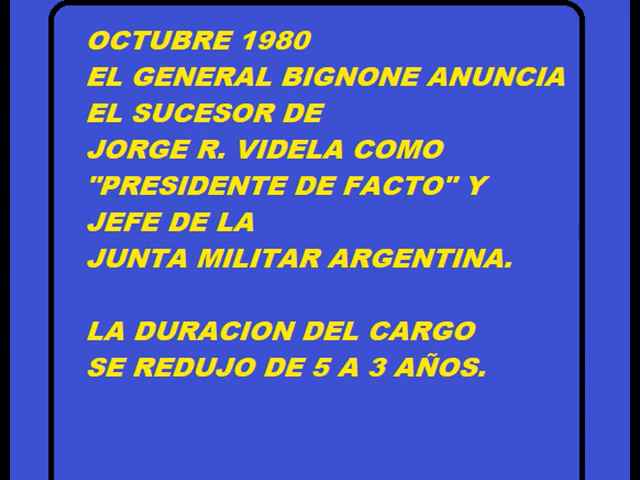 OCTUBRE 1980
EL GENERAL BIGNONE ANUNCIA
EL SUCESOR DE
JORGE R. VIDELA COMO
"PRESIDENTE DE FACTO" Y
JEFE DE LA
JUNTA MILITAR ARGENTINA.
LA DURACION DEL CARGO
SE REDUJO DE 5 A 3 AÑOS.